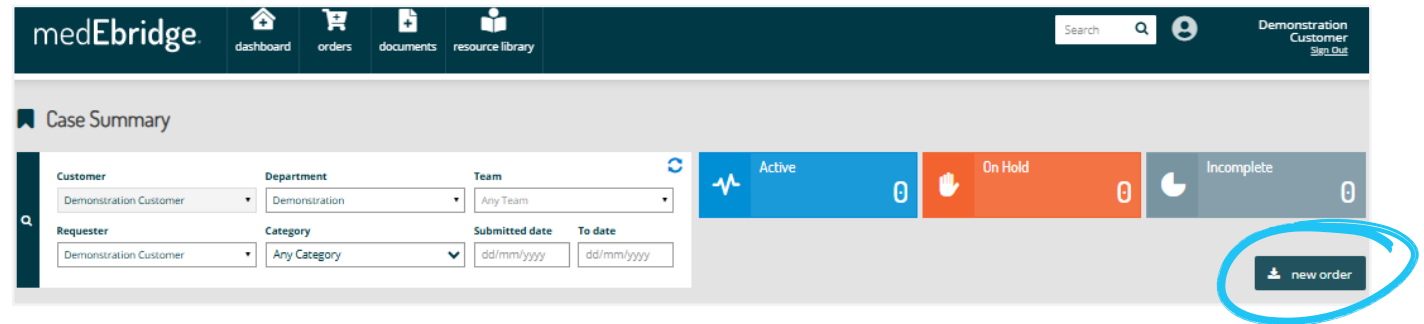 medEbridge.
dashboard
orders
documents
resource library
Search
Demonstration
Customer
Sign Out
Case Summary
Customer
Department
Team
Demonstration Customer
Demonstration
Any Team
Requester
Category
Submitted date
To date
Demonstration Customer
Any Category
dd/mm/yyyy
dd/mm/yyyy
Active
0
On Hold
0
Incomplete
0
new order